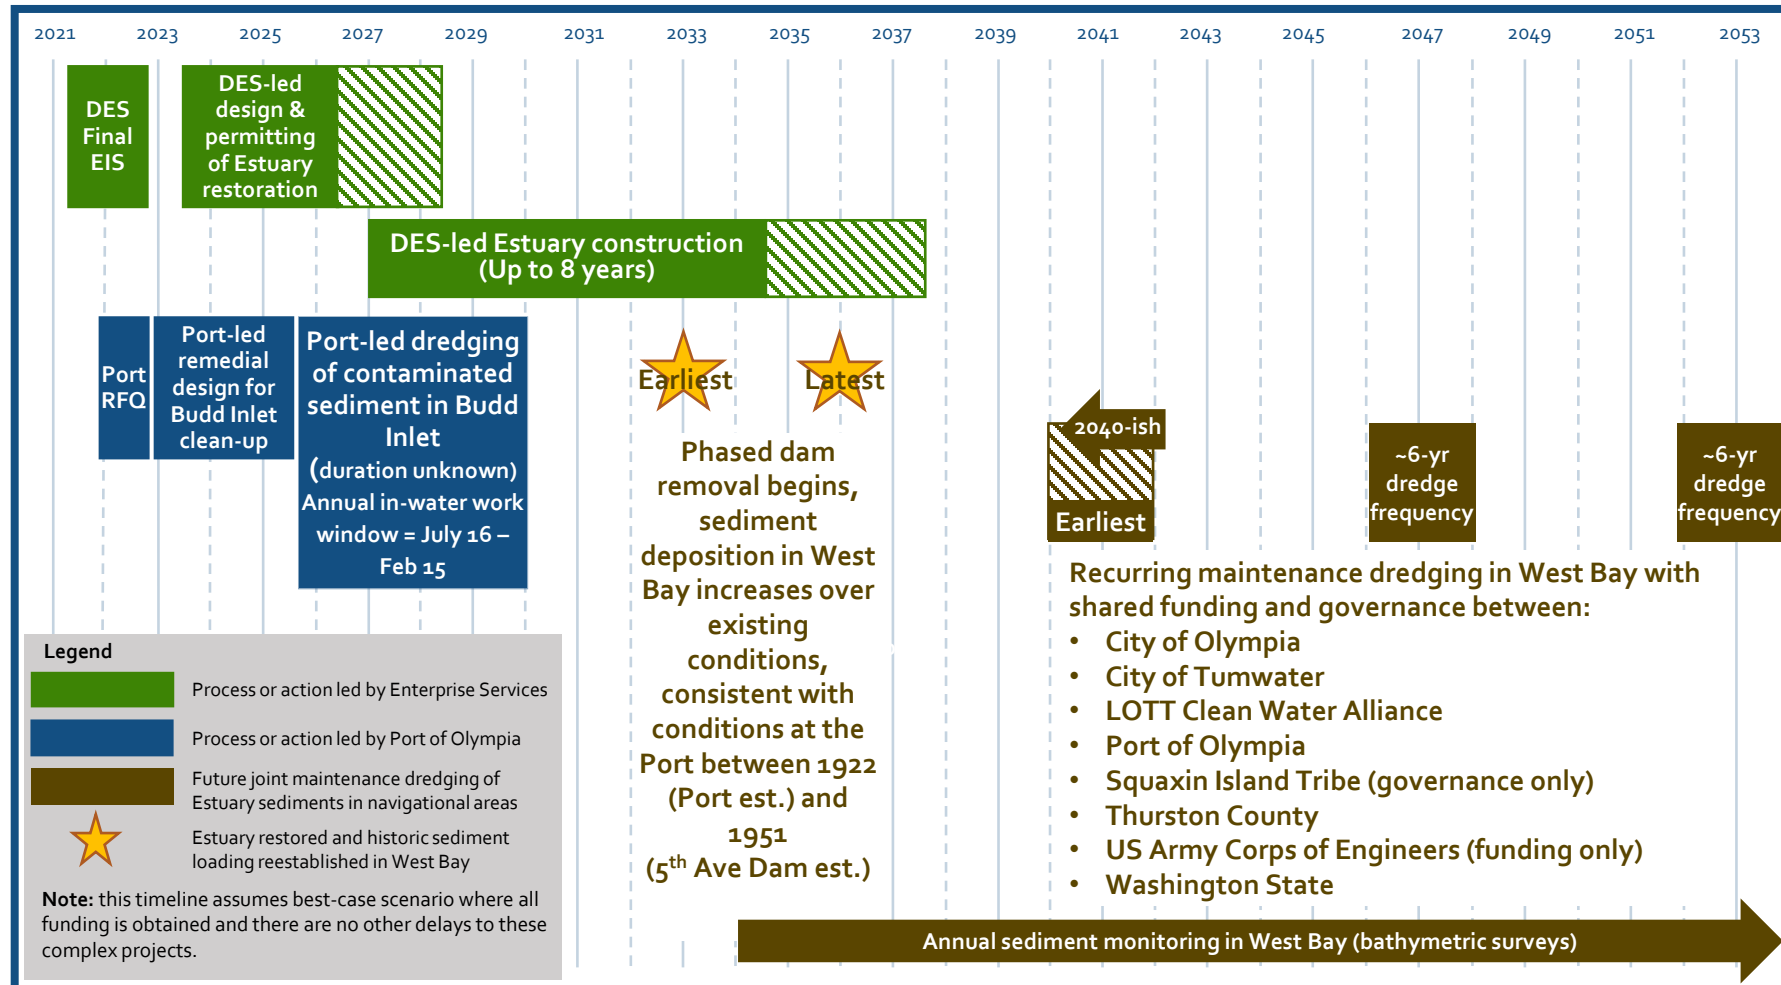 2021 2023 2025 2027 2029 2031 2033 2035 2037 2039 2041 2043 2045 2047 2049 2051 2053
DES
Final
EIS
DES-led
design &
permitting
of Estuary
restoration
DES-led Estuary construction
(Up to 8 years)
Port
RFQ
Port-led
remedial
design for
Budd Inlet
clean-up
Port-led dredging
of contaminated
sediment in Budd
Inlet
(duration unknown)
Annual in-water work
window = July 16 –
Feb 15
Earliest
Latest
Phased dam
removal begins,
sediment
deposition in West
Bay increases over
existing
conditions,
consistent with
conditions at the
Port between 1922
(Port est.) and
1951
(5th Ave Dam est.)
2040-ish
Earliest
~6-yr
dredge
frequency
~6-yr
dredge
frequency
Recurring maintenance dredging in West Bay with
shared funding and governance between:
• City of Olympia
• City of Tumwater
• LOTT Clean Water Alliance
• Port of Olympia
• Squaxin Island Tribe (governance only)
• Thurston County
• US Army Corps of Engineers (funding only)
• Washington State
Annual sediment monitoring in West Bay (bathymetric surveys)
Legend
Process or action led by Enterprise Services
Process or action led by Port of Olympia
Future joint maintenance dredging of
Estuary sediments in navigational areas
Estuary restored and historic sediment
loading reestablished in West Bay
Note: this timeline assumes best-case scenario where all
funding is obtained and there are no other delays to these
complex projects.